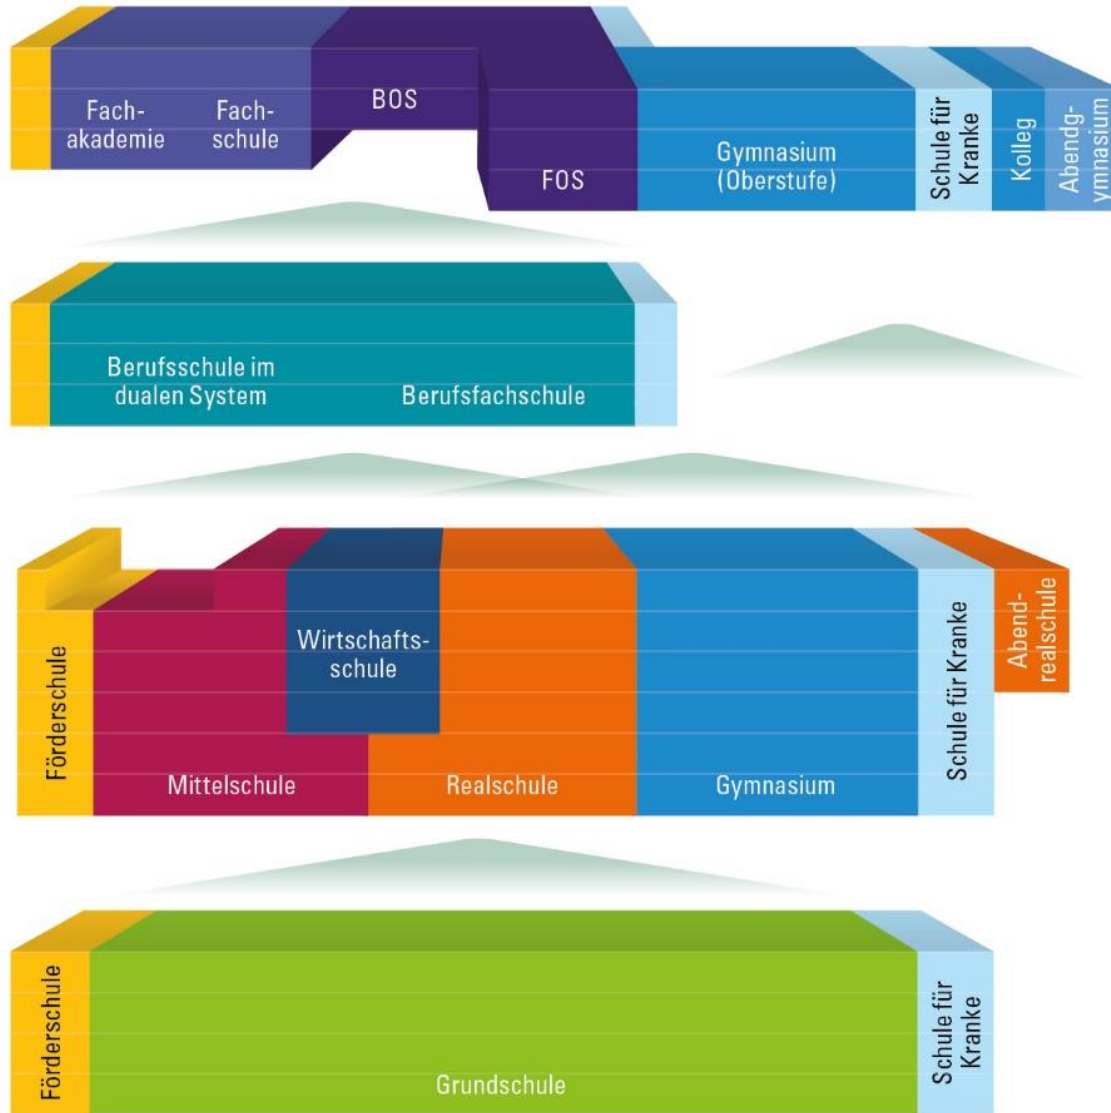 Fach-
akademie
Fach-
schule
BOS
FOS
Gymnasium
(Oberstufe)
Schule für
Kranke
Kolleg
Abendg-
ymnasium
Berufsschule im
dualen System
Berufsfachschule
Förderschule
Mittelschule
Wirtschafts-
schule
Realschule
Gymnasium
Schule für Kranke
Abend-
realschule
Förderschule
Grundschule
Schule für
Kranke